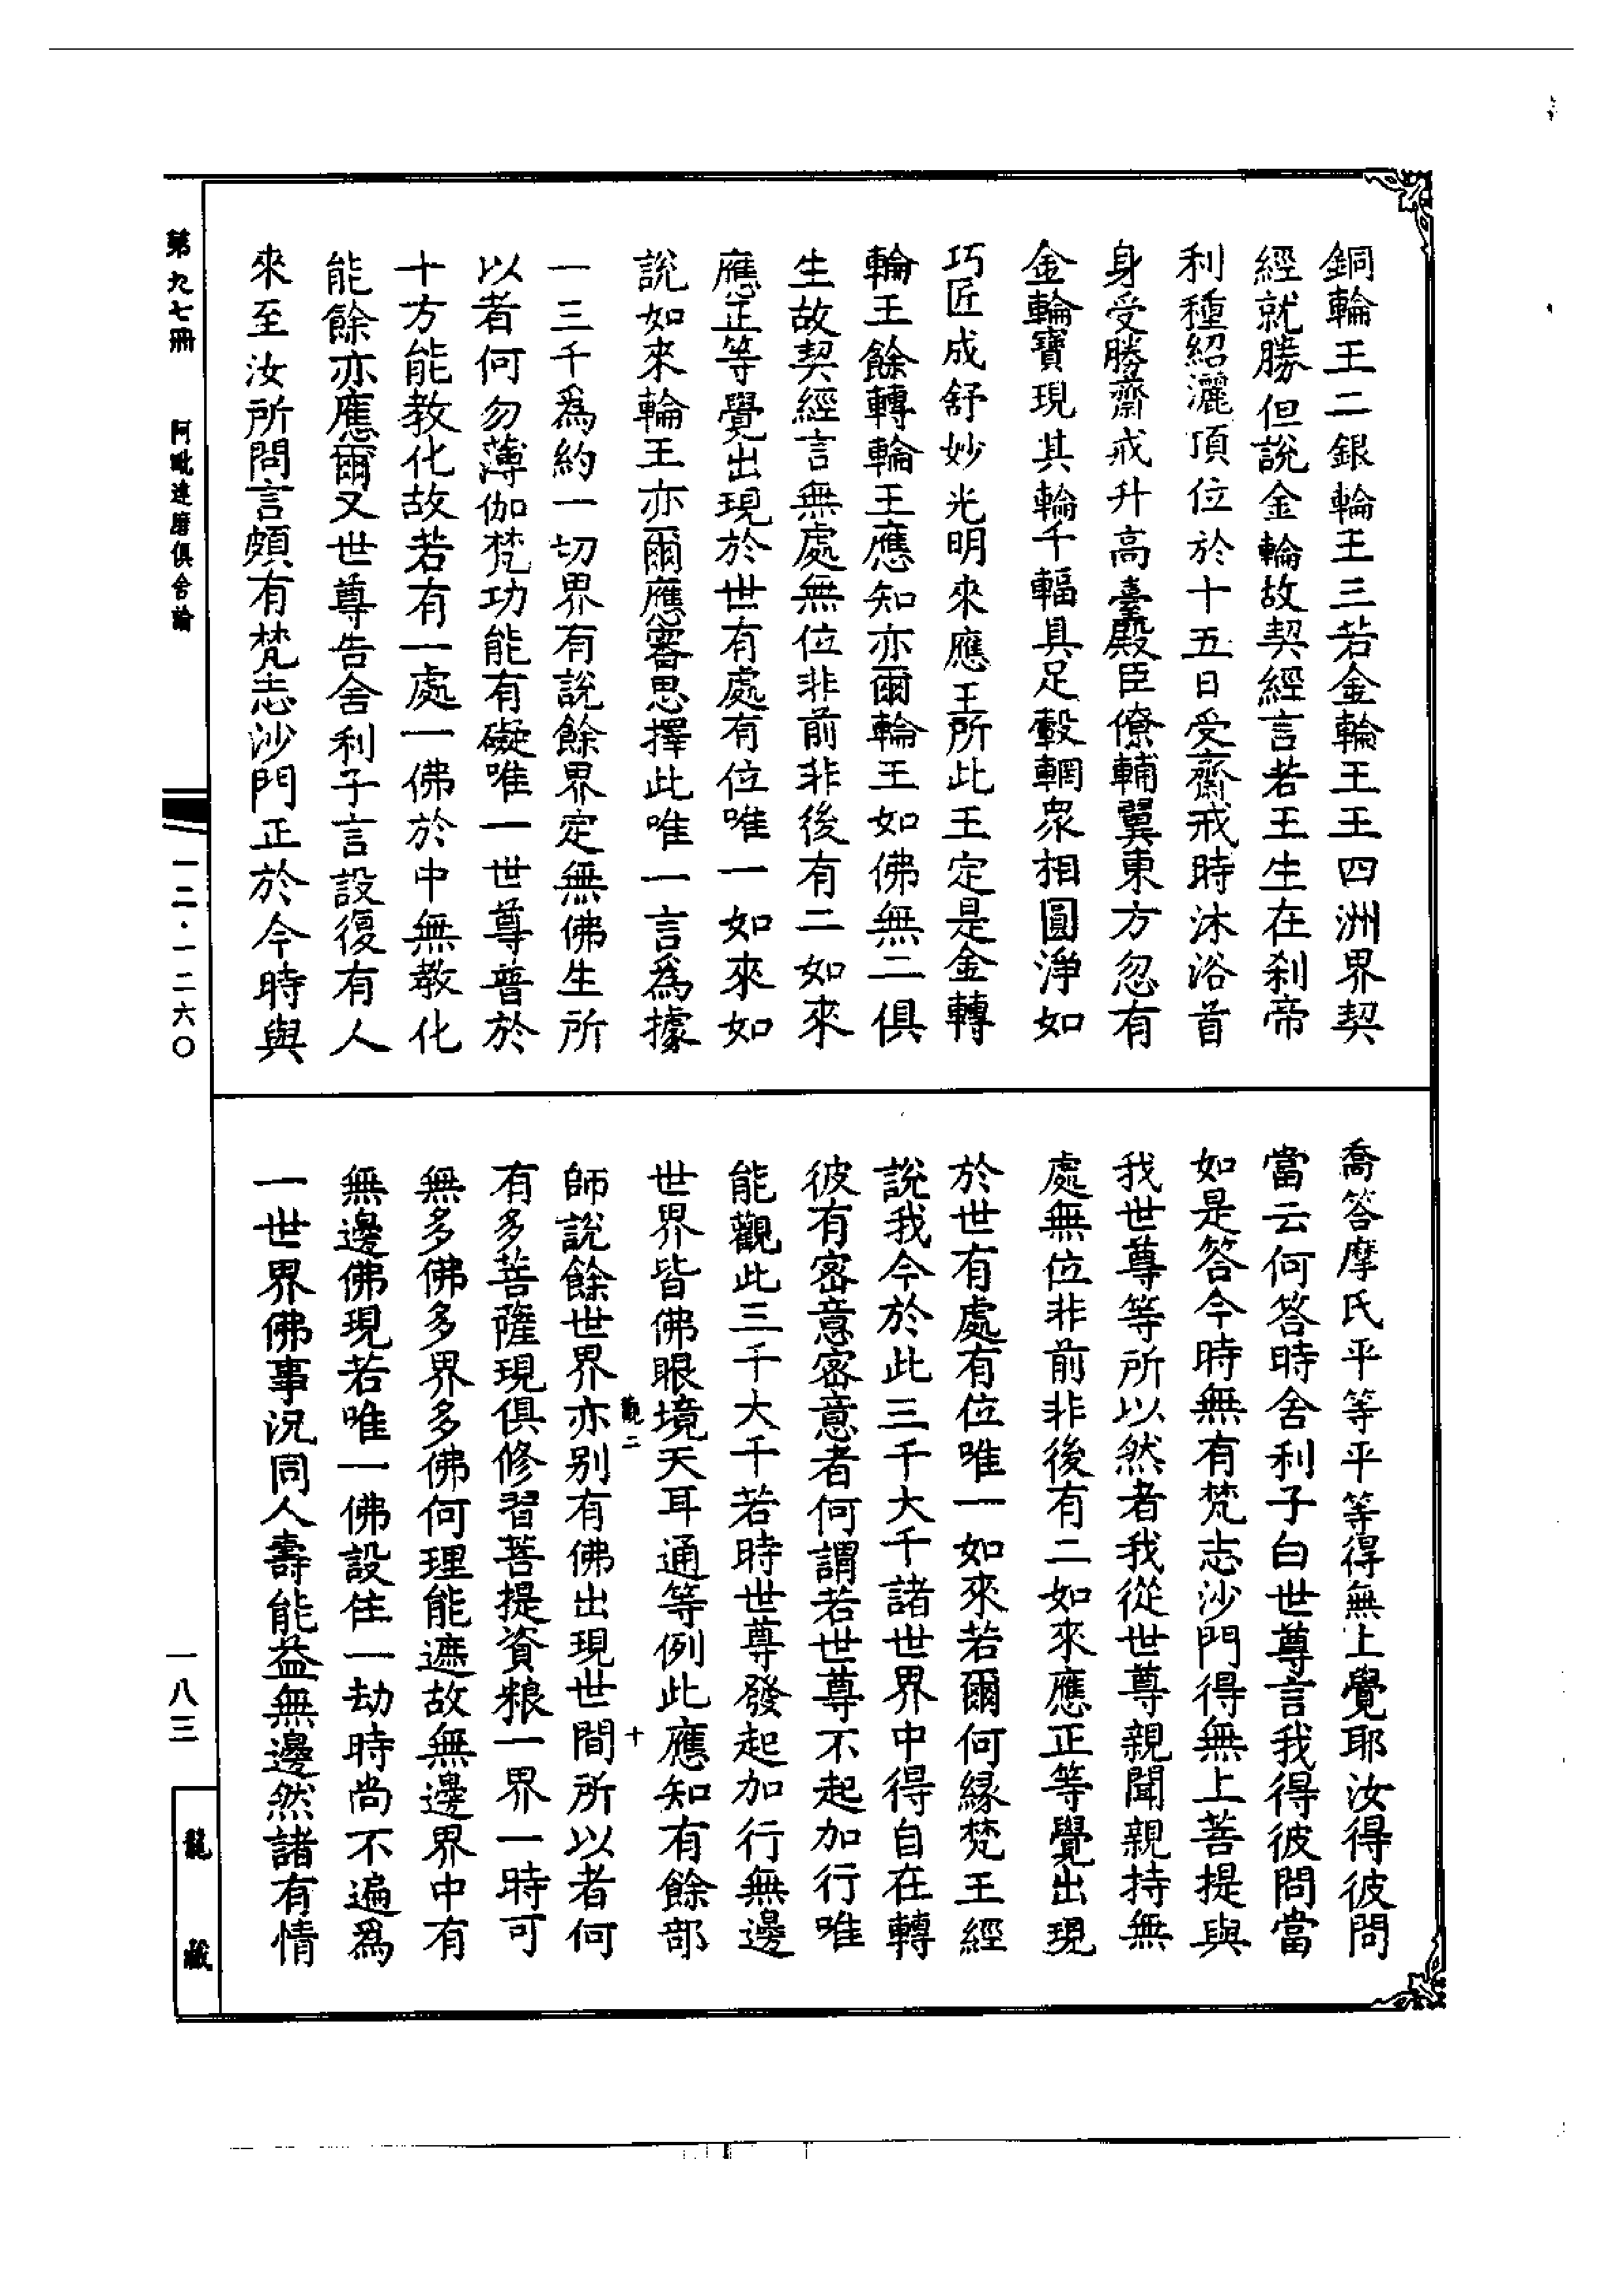 銅輪王二銀輪王三若金輪王王四洲界契
經就勝但說金輪故契經言若王生在刹帝
利種紹灑頂位於十五日受齋戒時沐浴首
身受勝齋戒升高臺殿臣僚輔翼東方忽有
金輪寶現其輪千輻具足轂輞衆相圓淨如
巧匠成舒妙光明來應王所此王定是金轉
輪王餘轉輪王應知亦爾輪王如佛無二俱
生故契經言無處無位非前非後有二如來
應正等覺出現於世有處有位唯一如來如
說如來輪王亦爾應審思擇此唯一言爲據
一三千爲約一切界有說餘界定無佛生所
以者何勿薄伽梵功能有礙唯一世尊普於
十方能教化故若有一處一佛於中無教化
能餘亦應爾又世尊告舍利子言設復有人
來至汝所問言頗有梵志沙門正於今時與
喬答摩氏平等平等得無上覺耶汝得彼問
當云何答時舍利子白世尊言我得彼問當
如是答今時無有梵志沙門得無上菩提與
我世尊等所以然者我從世尊親聞親持無
處無位非前非後有二如來應正等覺出現
於世有處有位唯一如來若爾何緣梵王經
說我今於此三千大千諸世界中得自在轉
彼有密意密意者何謂若世尊不起加行唯
能觀此三千大千若時世尊發起加行無邊
世界皆佛眼境天耳通等例此應知有餘部
師說餘世界亦別有佛出現世間所以者何
有多菩薩現俱修習菩提資粮一界一時可
無多佛多界多佛何理能遮故無邊界中有
無邊佛現若唯一佛設住一劫時尚不遍爲
一世界佛事況同人壽能益無邊然諸有情
觀二
十
第九七冊
阿毗達磨俱舍論
一二·一二六〇
一八三
龍藏